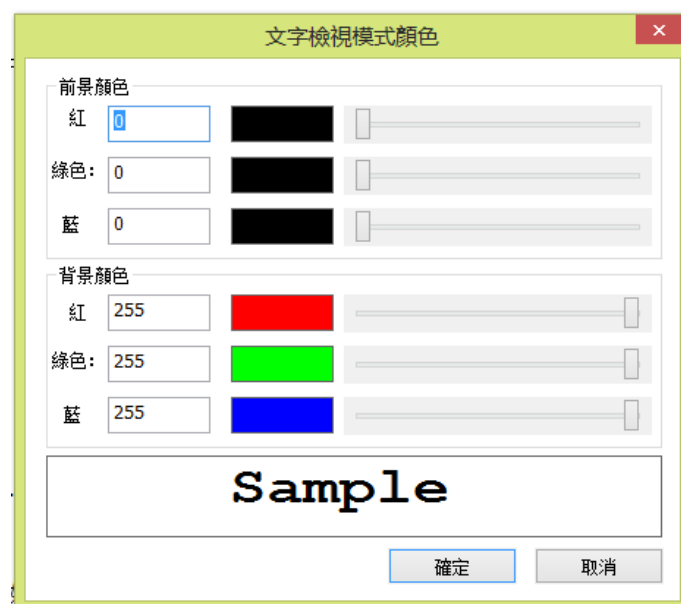 文字檢視模式顏色
前景顏色
紅 0
綠色: 0
藍 0
背景顏色
紅 255
綠色: 255
藍 255
Sample
確定 取消